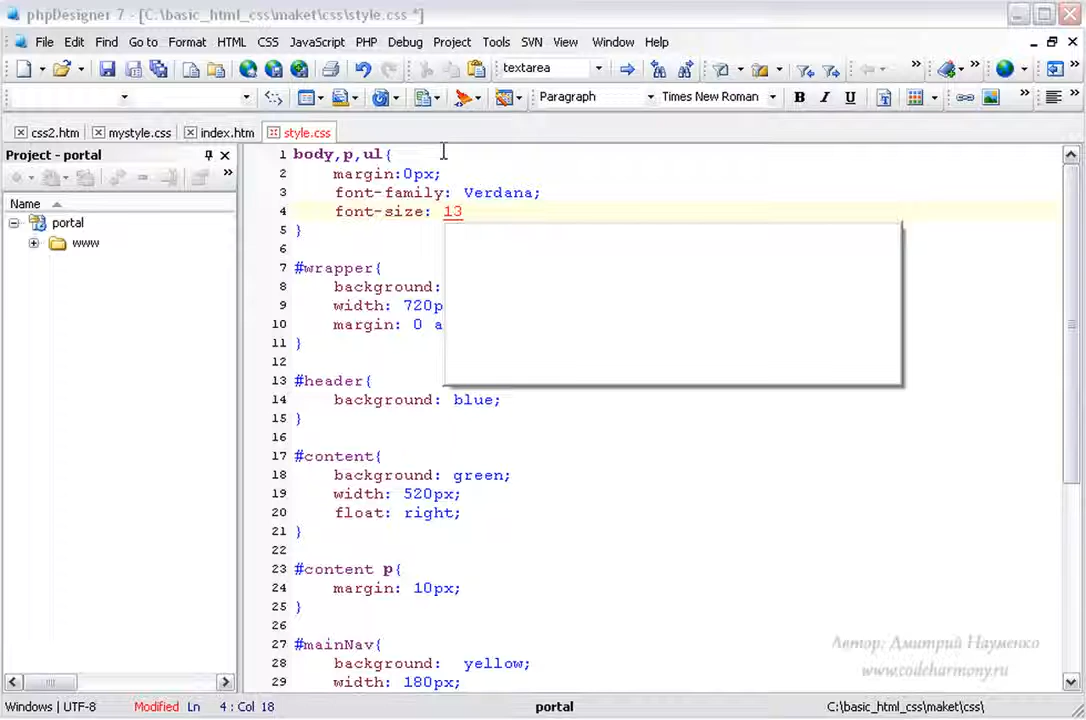 phpDesigner 7 - [C:\basic_html_css\maket\css\style.css *]
File Edit Find Go to Format HTML CSS JavaScript PHP Debug Project Tools SVN View Window Help
textarea
Paragraph Times New Roman B I U
css2.htm mystyle.css index.htm style.css
Project - portal
Name
portal
www
1 body,p,ul{
2 margin:0px;
3 font-family: Verdana;
4 font-size: 13
5 }
6
7 #wrapper{
8 background:
9 width: 720p
10 margin: 0 a
11 }
12
13 #header{
14 background: blue;
15 }
16
17 #content{
18 background: green;
19 width: 520px;
20 float: right;
21 }
22
23 #content p{
24 margin: 10px;
25 }
26
27 #mainNav{
28 background: yellow;
29 width: 180px;
Автор: Дмитрий Науменко
www.codeharmony.ru
Windows | UTF-8 Modified Ln 4 : Col 18 portal C:\basic_html_css\maket\css\